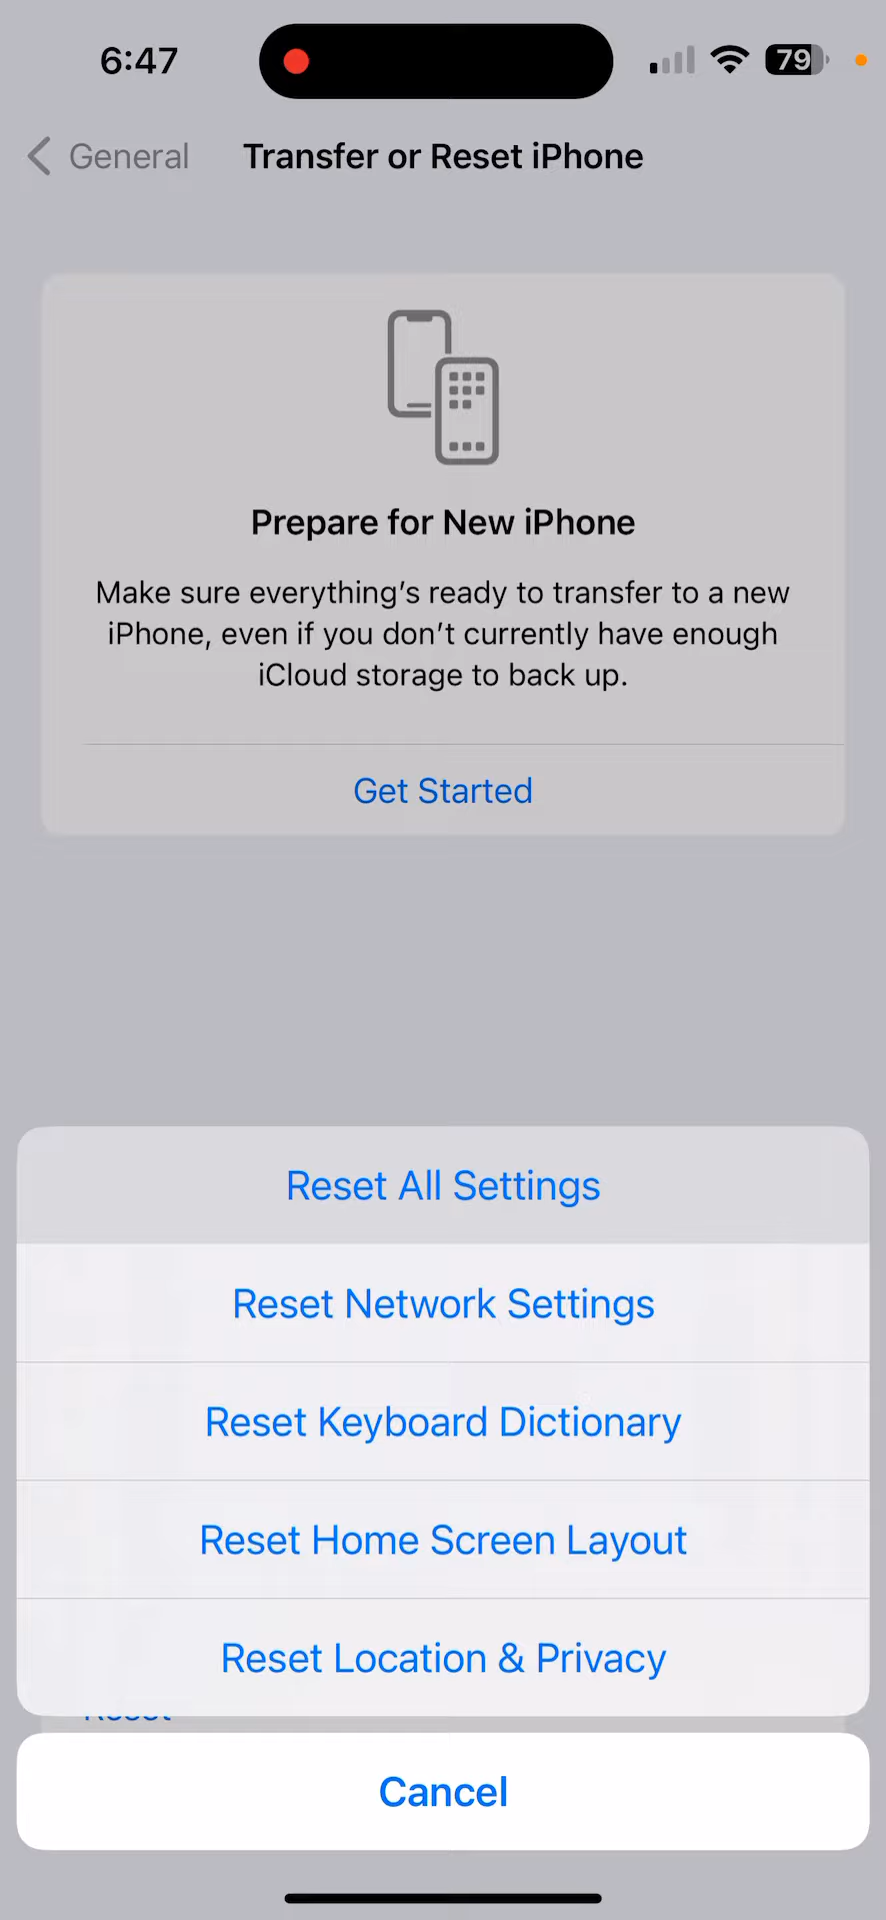 6:47
79
General
Transfer or Reset iPhone
Prepare for New iPhone
Make sure everything’s ready to transfer to a new
iPhone, even if you don’t currently have enough
iCloud storage to back up.
Get Started
Reset All Settings
Reset Network Settings
Reset Keyboard Dictionary
Reset Home Screen Layout
Reset Location & Privacy
Reset
Cancel